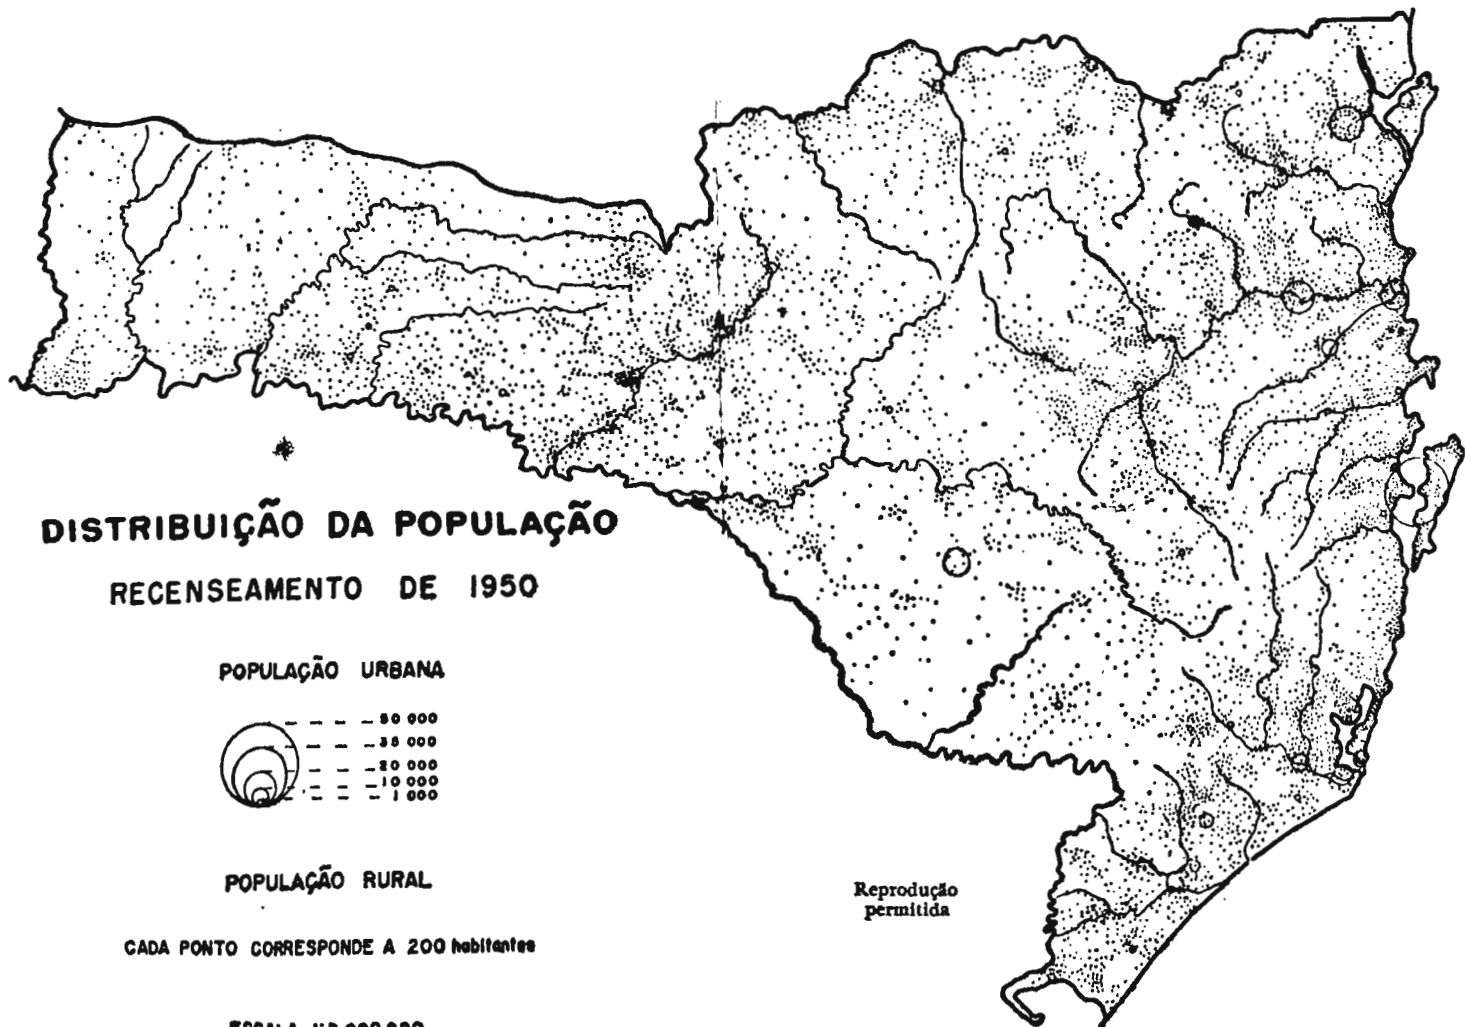 DISTRIBUIÇÃO DA POPULAÇÃO
RECENSEAMENTO DE 1950
POPULAÇÃO URBANA
50 000
35 000
20 000
10 000
1 000
POPULAÇÃO RURAL
CADA PONTO CORRESPONDE A 200 habitantes
Reprodução
permitida
ESCALA